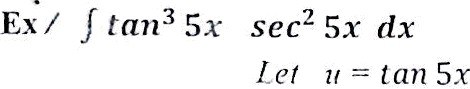 Ex / ∫ tan³ 5x sec² 5x dx
Let u = tan 5x